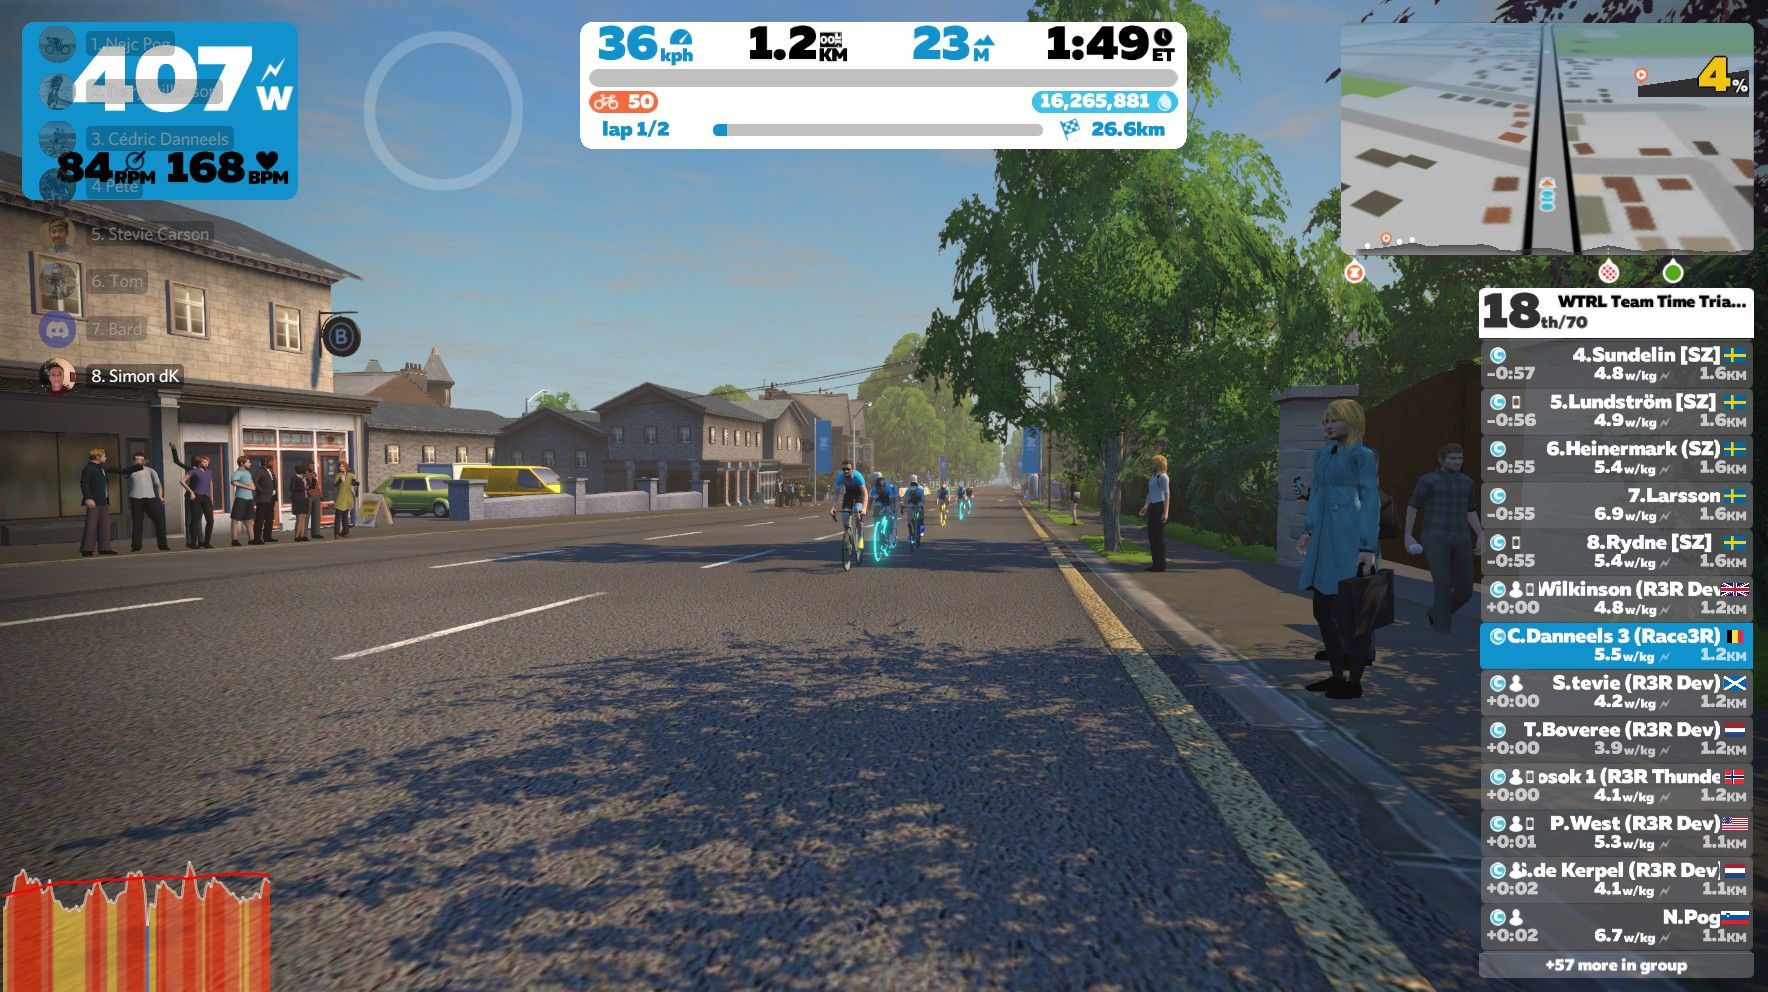 1. Nejc Pog
2. Terry wilkinson
3. Cédric Danneels
4 Pete
5. Stevie Carson
6. Tom
7. Bard
8. Simon dK
407 W
84 RPM 168 BPM
36 kph 1.2 KM 23 M 1:49 ET
50 16,265,881
lap 1/2 26.6km
4%
B
18th/70 WTRL Team Time Tria...
4.Sundelin [SZ]
-0:57 4.8w/kg 1.6KM
5.Lundström [SZ]
-0:56 4.9w/kg 1.6KM
6.Heinermark (SZ)
-0:55 5.4w/kg 1.6KM
7.Larsson
-0:55 6.9w/kg 1.6KM
8.Rydne [SZ]
-0:55 5.4w/kg 1.6KM
Wilkinson (R3R Dev
+0:00 4.8w/kg 1.2KM
C.Danneels 3 (Race3R)
5.5w/kg 1.2KM
S.tevie (R3R Dev)
+0:00 4.2w/kg 1.2KM
T.Boveree (R3R Dev)
+0:00 3.9w/kg 1.2KM
osok 1 (R3R Thunde
+0:00 4.1w/kg 1.2KM
P.West (R3R Dev)
+0:01 5.3w/kg 1.1KM
.de Kerpel (R3R Dev)
+0:02 4.1w/kg 1.1KM
N.Pog
+0:02 6.7w/kg 1.1KM
+57 more in group